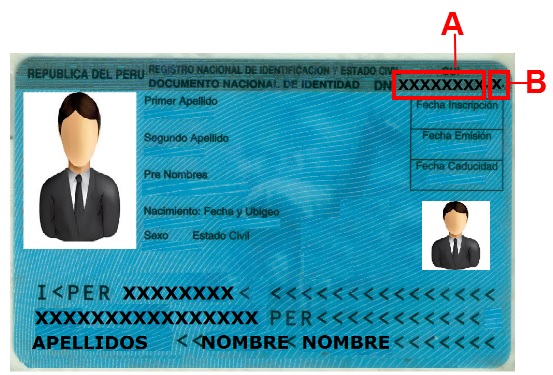 A
REPUBLICA DEL PERU REGISTRO NACIONAL DE IDENTIFICACION Y ESTADO CIVIL
DOCUMENTO NACIONAL DE IDENTIDAD DNI XXXXXXXX X B
Primer Apellido
Fecha Inscripción
Segundo Apellido
Fecha Emisión
Pre Nombres
Fecha Caducidad
Nacimiento: Fecha y Ubigeo
Sexo Estado Civil
I<PER XXXXXXXX< <<<<<<<<<<<<<<<
XXXXXXXXXXXXXXXXX PER<<<<<<<<<<<
APELLIDOS <<NOMBRE< NOMBRE<<<<<<<